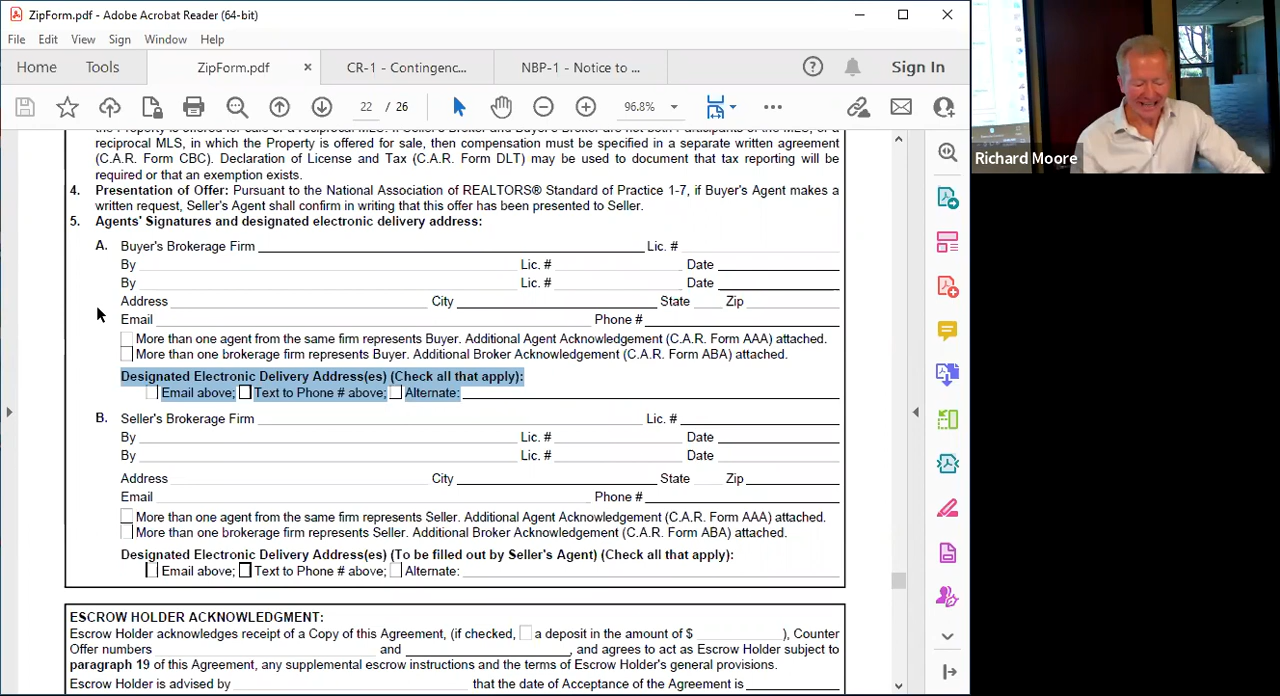 ZipForm.pdf - Adobe Acrobat Reader (64-bit)
File Edit View Sign Window Help
Home Tools ZipForm.pdf × CR-1 - Contingenc... NBP-1 - Notice to ... Sign In
22 / 26 96.8%
reciprocal MLS, in which the Property is offered for sale, then compensation must be specified in a separate written agreement
(C.A.R. Form CBC). Declaration of License and Tax (C.A.R. Form DLT) may be used to document that tax reporting will be
required or that an exemption exists.
4. Presentation of Offer: Pursuant to the National Association of REALTORS® Standard of Practice 1-7, if Buyer's Agent makes a
written request, Seller's Agent shall confirm in writing that this offer has been presented to Seller.
5. Agents' Signatures and designated electronic delivery address:
A. Buyer's Brokerage Firm Lic. #
By Lic. # Date
By Lic. # Date
Address City State Zip
Email Phone #
More than one agent from the same firm represents Buyer. Additional Agent Acknowledgement (C.A.R. Form AAA) attached.
More than one brokerage firm represents Buyer. Additional Broker Acknowledgement (C.A.R. Form ABA) attached.
Designated Electronic Delivery Address(es) (Check all that apply):
Email above; Text to Phone # above; Alternate:
B. Seller's Brokerage Firm Lic. #
By Lic. # Date
By Lic. # Date
Address City State Zip
Email Phone #
More than one agent from the same firm represents Seller. Additional Agent Acknowledgement (C.A.R. Form AAA) attached.
More than one brokerage firm represents Seller. Additional Broker Acknowledgement (C.A.R. Form ABA) attached.
Designated Electronic Delivery Address(es) (To be filled out by Seller's Agent) (Check all that apply):
Email above; Text to Phone # above; Alternate:
ESCROW HOLDER ACKNOWLEDGMENT:
Escrow Holder acknowledges receipt of a Copy of this Agreement, (if checked, a deposit in the amount of $ ), Counter
Offer numbers and , and agrees to act as Escrow Holder subject to
paragraph 19 of this Agreement, any supplemental escrow instructions and the terms of Escrow Holder's general provisions.
Escrow Holder is advised by that the date of Acceptance of the Agreement is
Richard Moore